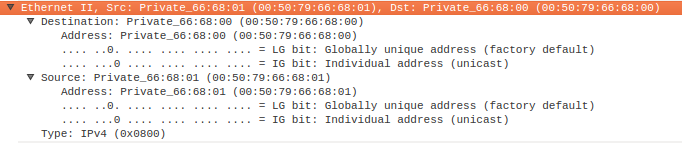 Ethernet II, Src: Private_66:68:01 (00:50:79:66:68:01), Dst: Private_66:68:00 (00:50:79:66:68:00)
Destination: Private_66:68:00 (00:50:79:66:68:00)
Address: Private_66:68:00 (00:50:79:66:68:00)
.... ..0. .... .... .... .... = LG bit: Globally unique address (factory default)
.... ...0 .... .... .... .... = IG bit: Individual address (unicast)
Source: Private_66:68:01 (00:50:79:66:68:01)
Address: Private_66:68:01 (00:50:79:66:68:01)
.... ..0. .... .... .... .... = LG bit: Globally unique address (factory default)
.... ...0 .... .... .... .... = IG bit: Individual address (unicast)
Type: IPv4 (0x0800)